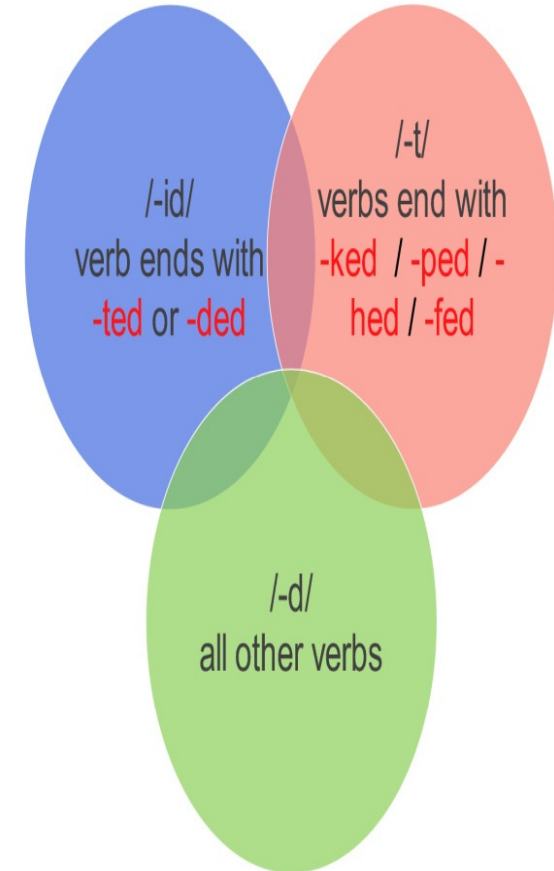 /-id/
verb ends with
-ted or -ded
/-t/
verbs end with
-ked / -ped / -
hed / -fed
/-d/
all other verbs